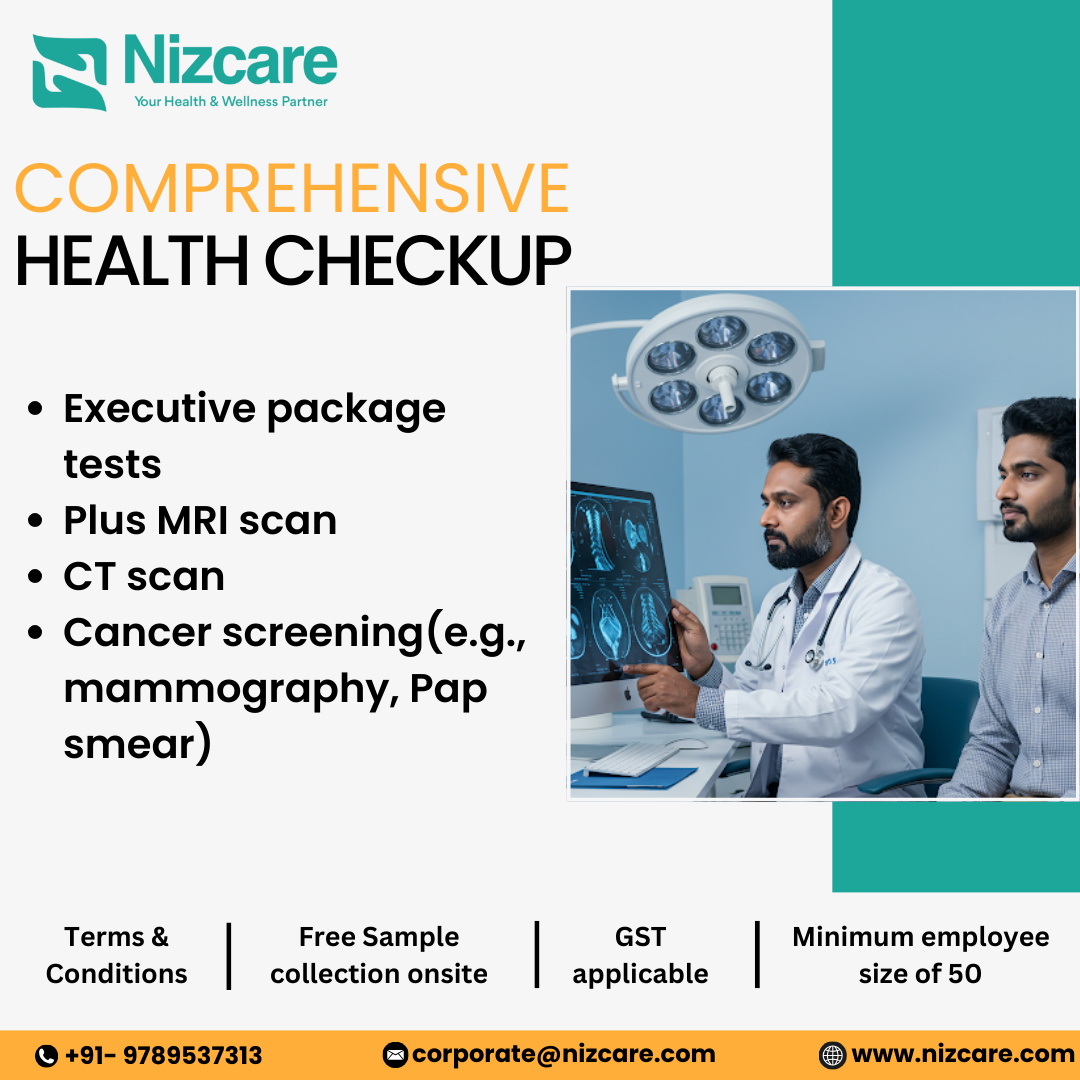 Nizcare
Your Health & Wellness Partner
COMPREHENSIVE
HEALTH CHECKUP
• Executive package
tests
• Plus MRI scan
• CT scan
• Cancer screening(e.g.,
mammography, Pap
smear)
Terms &
Conditions
Free Sample
collection onsite
GST
applicable
Minimum employee
size of 50
+91- 9789537313
corporate@nizcare.com
www.nizcare.com